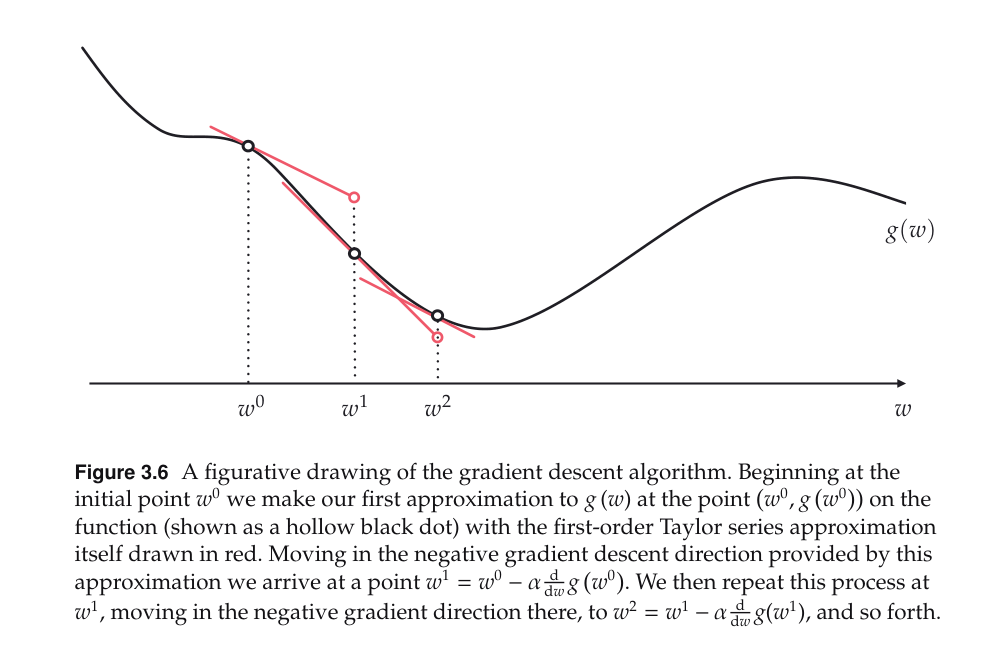 g(w)
w⁰ w¹ w² w
Figure 3.6 A figurative drawing of the gradient descent algorithm. Beginning at the
initial point w⁰ we make our first approximation to g (w) at the point (w⁰, g (w⁰)) on the
function (shown as a hollow black dot) with the first-order Taylor series approximation
itself drawn in red. Moving in the negative gradient descent direction provided by this
approximation we arrive at a point w¹ = w⁰ − α d/dw g (w⁰). We then repeat this process at
w¹, moving in the negative gradient direction there, to w² = w¹ − α d/dw g(w¹), and so forth.